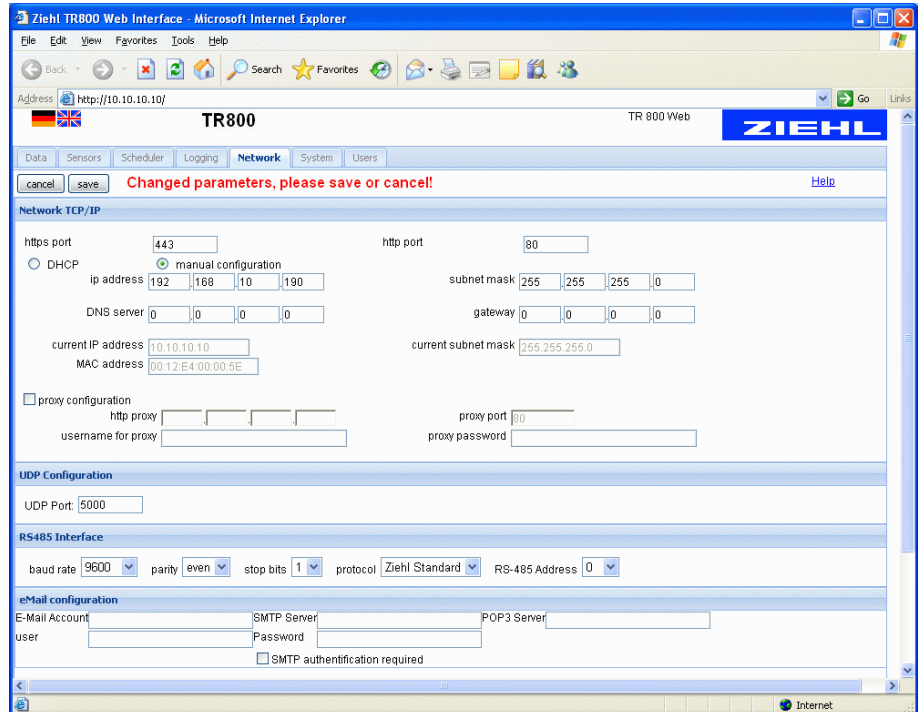 Ziehl TR800 Web Interface - Microsoft Internet Explorer
File Edit View Favorites Tools Help
Back Search Favorites
Address http://10.10.10.10/ Go Links
TR800 TR 800 Web ZIEHL
Data Sensors Scheduler Logging Network System Users
cancel save Changed parameters, please save or cancel! Help
Network TCP/IP
https port 443 http port 80
DHCP manual configuration
ip address 192 .168 .10 .190 subnet mask 255 .255 .255 .0
DNS server 0 .0 .0 .0 gateway 0 .0 .0 .0
current IP address 10.10.10.10 current subnet mask 255.255.255.0
MAC address 00:12:E4:00:00:5E
proxy configuration
http proxy . . . proxy port 80
username for proxy proxy password
UDP Configuration
UDP Port: 5000
RS485 Interface
baud rate 9600 parity even stop bits 1 protocol Ziehl Standard RS-485 Address 0
eMail configuration
E-Mail Account SMTP Server POP3 Server
user Password
SMTP authentification required
Internet